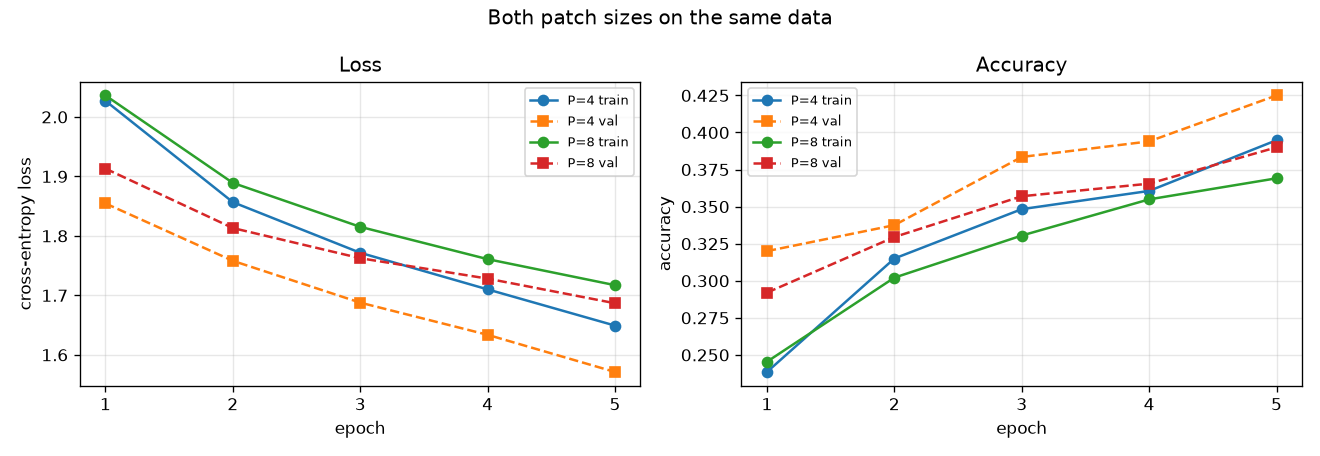 Both patch sizes on the same data
Loss
cross-entropy loss
2.0
1.9
1.8
1.7
1.6
P=4 train
P=4 val
P=8 train
P=8 val
1 2 3 4 5
epoch
Accuracy
accuracy
0.425
0.400
0.375
0.350
0.325
0.300
0.275
0.250
P=4 train
P=4 val
P=8 train
P=8 val
1 2 3 4 5
epoch